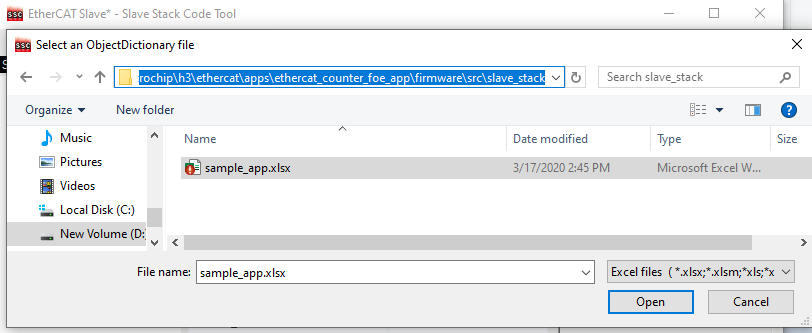 SSC EtherCAT Slave* - Slave Stack Code Tool
SSC Select an ObjectDictionary file
rochip\h3\ethercat\apps\ethercat_counter_foe_app\firmware\src\slave_stack
Search slave_stack
Organize New folder
?
Name Date modified Type Size
Music
Pictures
Videos
Local Disk (C:)
New Volume (D:
sample_app.xlsx 3/17/2020 2:45 PM Microsoft Excel W...
File name: sample_app.xlsx Excel files ( *.xlsx;*.xlsm;*xls;*x
Open Cancel